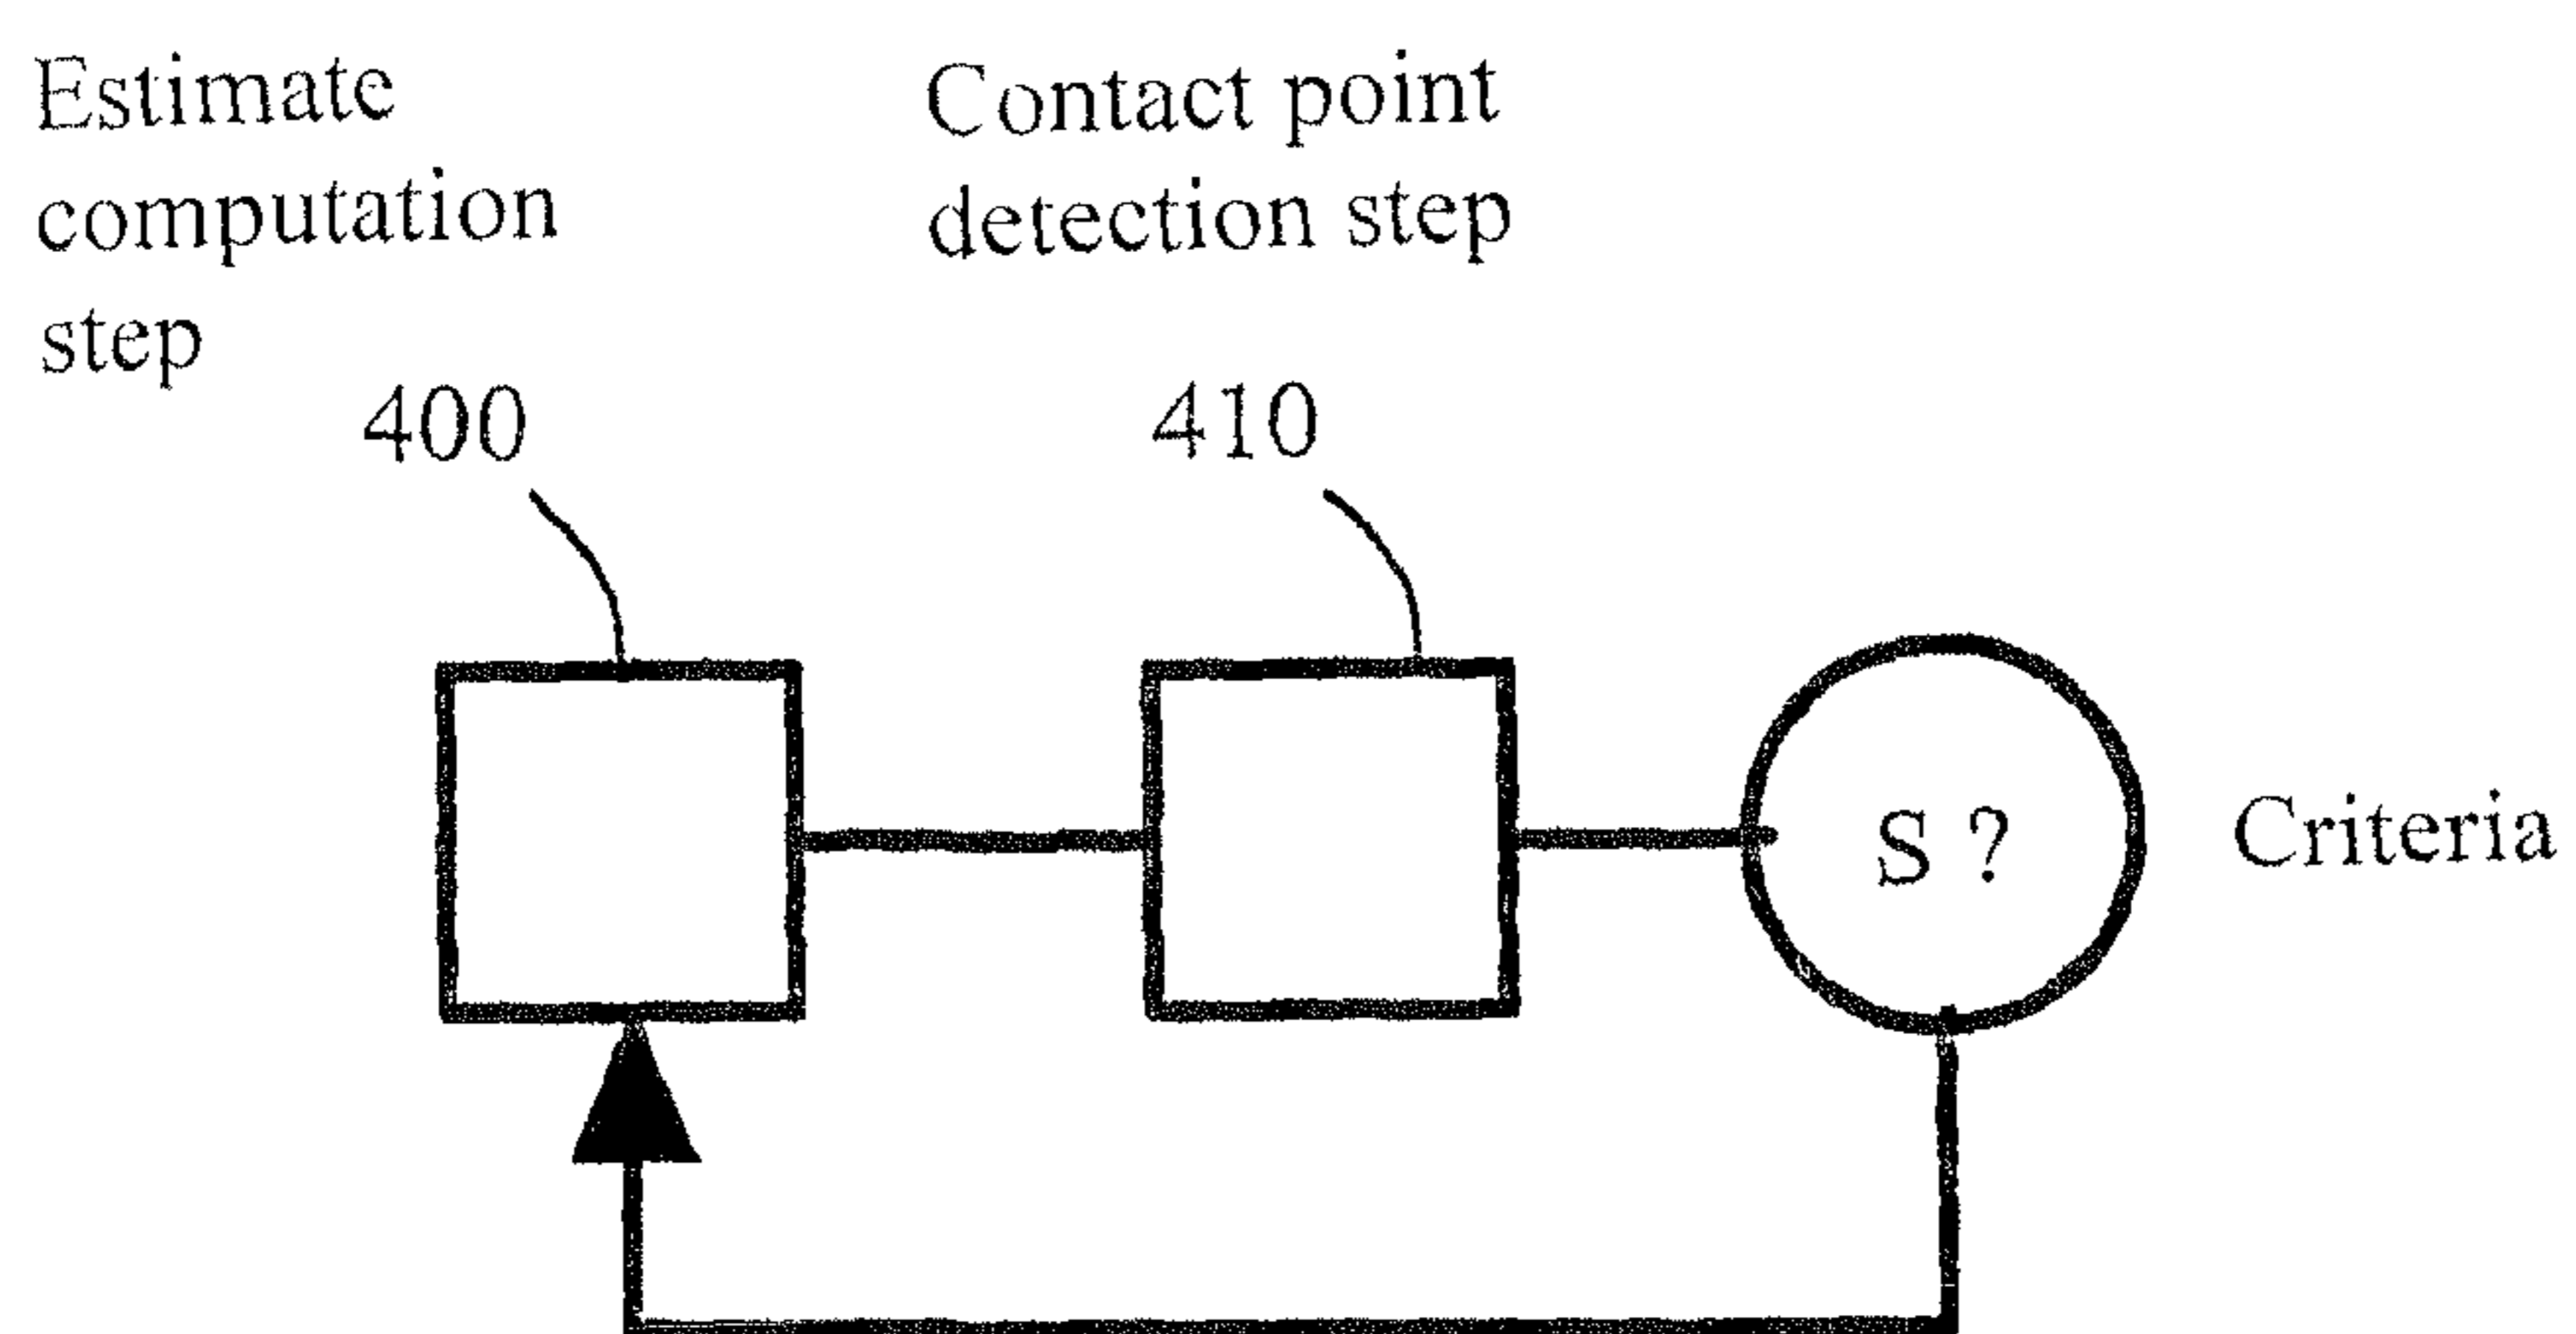 Estimate
computation
step
Contact point
detection step
400
410
S ?
Criteria